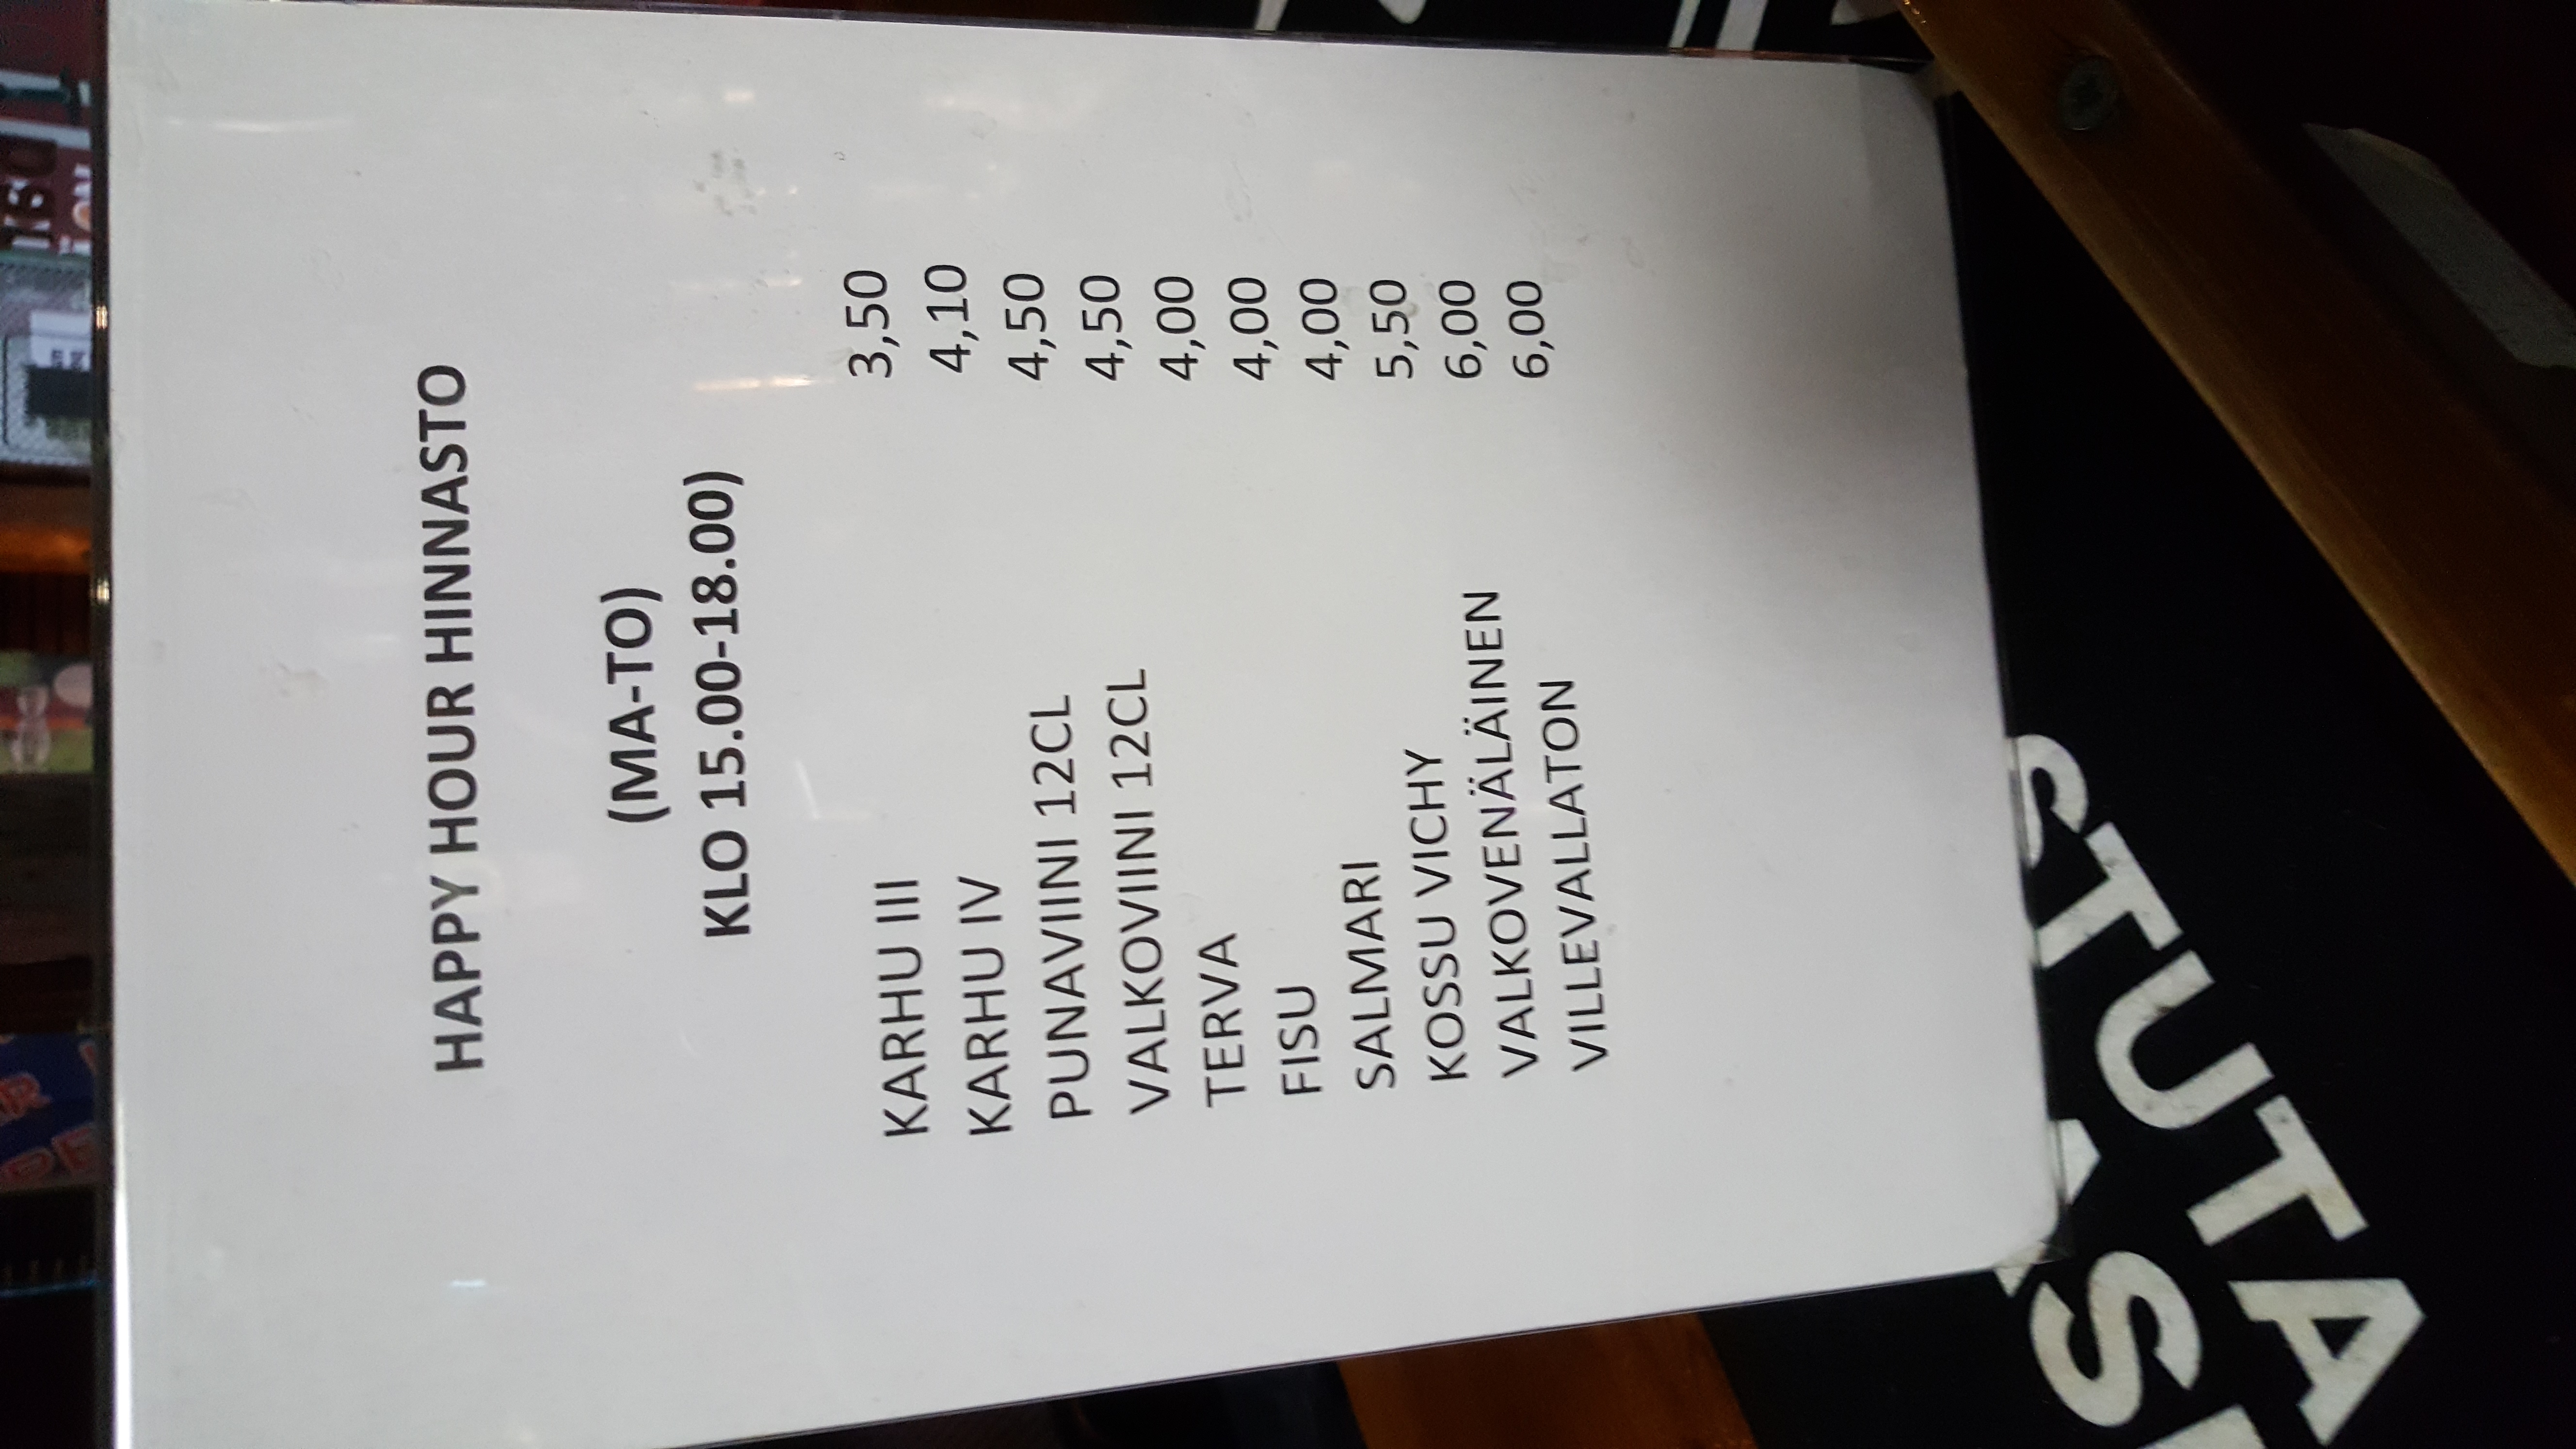 HAPPY HOUR HINNASTO
(MA-TO)
KLO 15.00-18.00)
KARHU III 3,50
KARHU IV 4,10
PUNAVIINI 12CL 4,50
VALKOVIINI 12CL 4,50
TERVA 4,00
FISU 4,00
SALMARI 4,00
KOSSU VICHY 5,50
VALKOVENÄLÄINEN 6,00
VILLEVALLATON 6,00